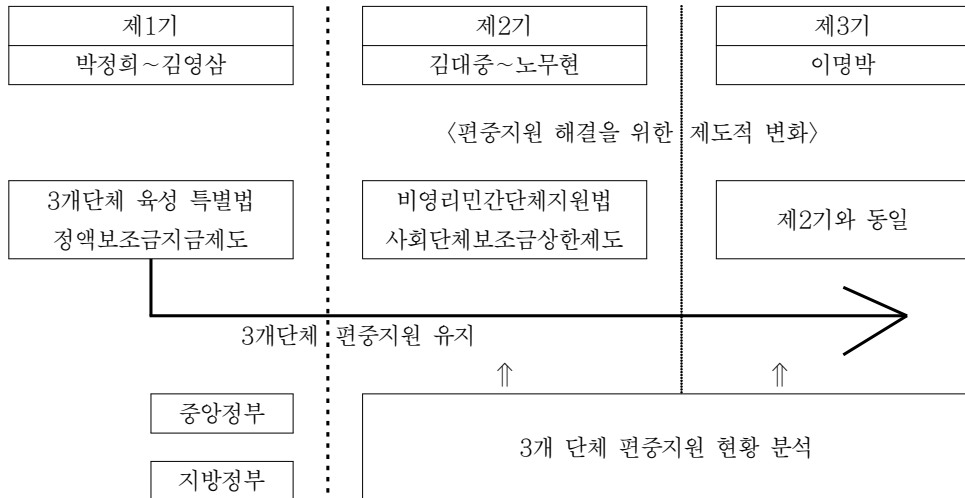 제1기
박정희～김영삼
제2기
김대중～노무현
제3기
이명박
〈편중지원 해결을 위한 제도적 변화〉
3개단체 육성 특별법
정액보조금지급제도
비영리민간단체지원법
사회단체보조금상한제도
제2기와 동일
3개단체 편중지원 유지
⇑ ⇑
중앙정부
지방정부
3개 단체 편중지원 현황 분석